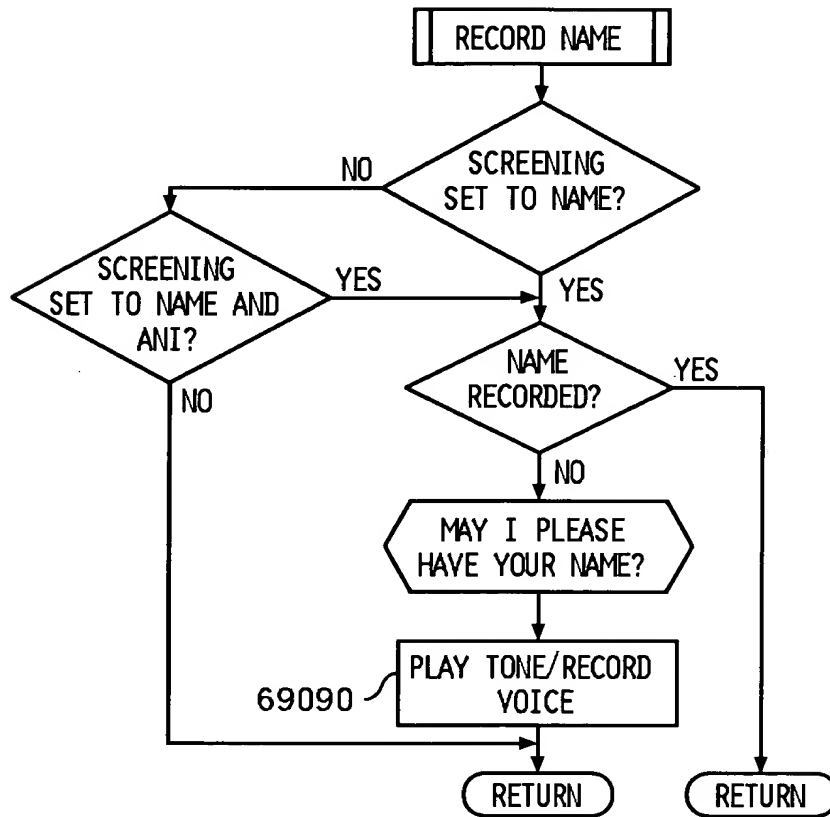 RECORD NAME
SCREENING
SET TO NAME?
NO
YES
SCREENING
SET TO NAME AND
ANI?
YES
NO
NAME
RECORDED?
YES
NO
MAY I PLEASE
HAVE YOUR NAME?
PLAY TONE/RECORD
VOICE
69090
RETURN
RETURN